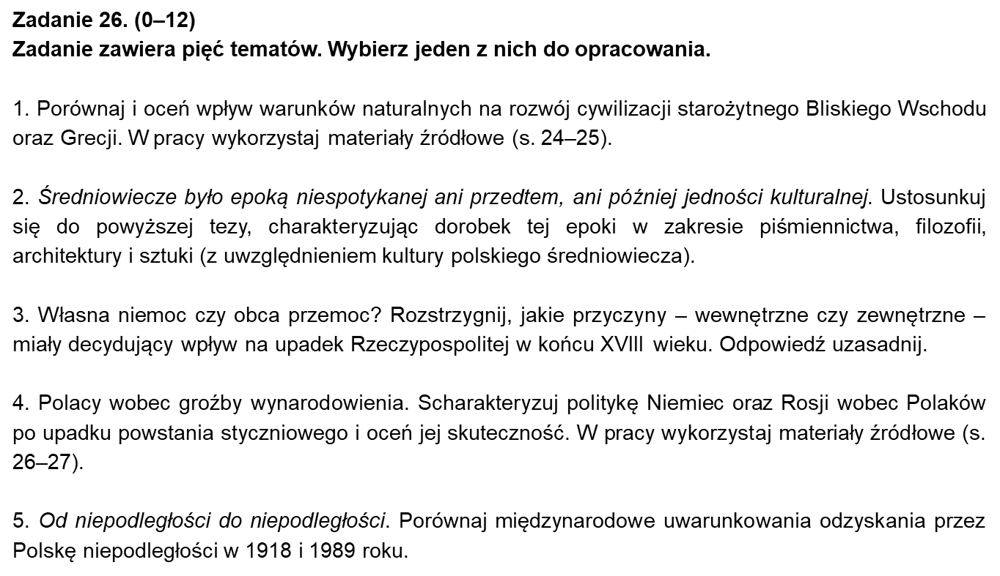 Zadanie 26. (0–12)
Zadanie zawiera pięć tematów. Wybierz jeden z nich do opracowania.
1. Porównaj i oceń wpływ warunków naturalnych na rozwój cywilizacji starożytnego Bliskiego Wschodu
oraz Grecji. W pracy wykorzystaj materiały źródłowe (s. 24–25).
2. Średniowiecze było epoką niespotykanej ani przedtem, ani później jedności kulturalnej. Ustosunkuj
się do powyższej tezy, charakteryzując dorobek tej epoki w zakresie piśmiennictwa, filozofii,
architektury i sztuki (z uwzględnieniem kultury polskiego średniowiecza).
3. Własna niemoc czy obca przemoc? Rozstrzygnij, jakie przyczyny – wewnętrzne czy zewnętrzne –
miały decydujący wpływ na upadek Rzeczypospolitej w końcu XVIII wieku. Odpowiedź uzasadnij.
4. Polacy wobec groźby wynarodowienia. Scharakteryzuj politykę Niemiec oraz Rosji wobec Polaków
po upadku powstania styczniowego i oceń jej skuteczność. W pracy wykorzystaj materiały źródłowe (s.
26–27).
5. Od niepodległości do niepodległości. Porównaj międzynarodowe uwarunkowania odzyskania przez
Polskę niepodległości w 1918 i 1989 roku.